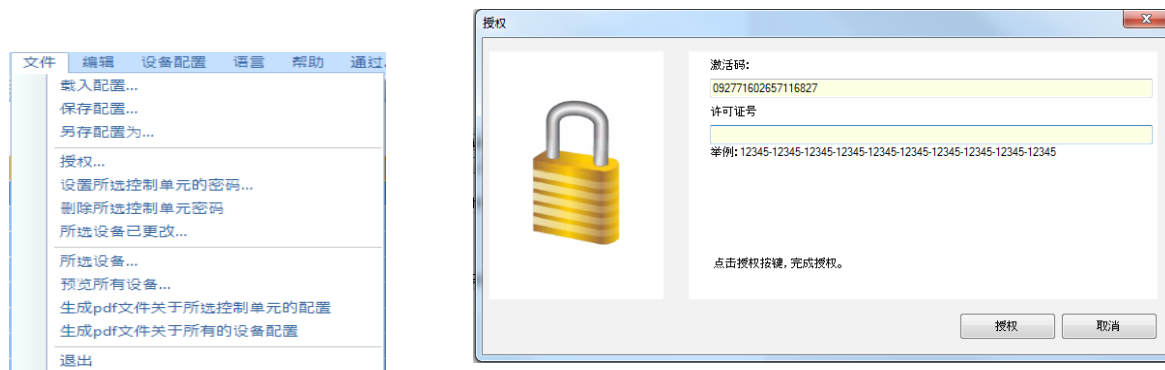 文件 编辑 设备配置 语言 帮助 通过.
载入配置...
保存配置...
另存配置为...
授权...
设置所选控制单元的密码...
删除所选控制单元密码
所选设备已更改...
所选设备...
预览所有设备...
生成pdf文件关于所选控制单元的配置
生成pdf文件关于所有的设备配置
退出
授权
激活码:
092771602657116827
许可证号
举例: 12345-12345-12345-12345-12345-12345-12345-12345-12345-12345
点击授权按键, 完成授权。
授权 取消